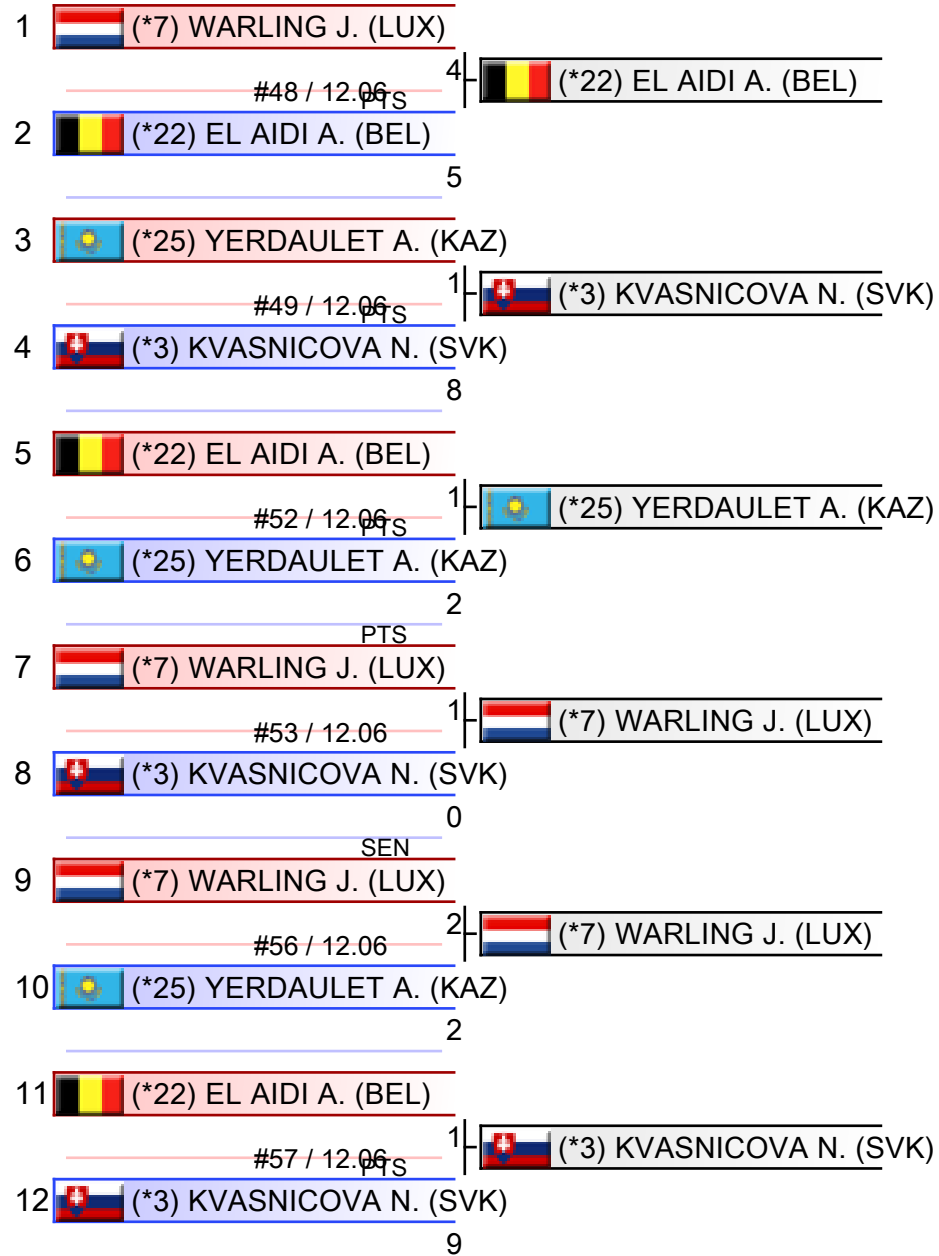 1 (*7) WARLING J. (LUX)
4 (*22) EL AIDI A. (BEL)
#48 / 12.06 PTS
2 (*22) EL AIDI A. (BEL)
5
3 (*25) YERDAULET A. (KAZ)
1 (*3) KVASNICOVA N. (SVK)
#49 / 12.06 PTS
4 (*3) KVASNICOVA N. (SVK)
8
5 (*22) EL AIDI A. (BEL)
1 (*25) YERDAULET A. (KAZ)
#52 / 12.06 PTS
6 (*25) YERDAULET A. (KAZ)
2
PTS
7 (*7) WARLING J. (LUX)
1 (*7) WARLING J. (LUX)
#53 / 12.06
8 (*3) KVASNICOVA N. (SVK)
0
SEN
9 (*7) WARLING J. (LUX)
2 (*7) WARLING J. (LUX)
#56 / 12.06
10 (*25) YERDAULET A. (KAZ)
2
11 (*22) EL AIDI A. (BEL)
1 (*3) KVASNICOVA N. (SVK)
#57 / 12.06 PTS
12 (*3) KVASNICOVA N. (SVK)
9